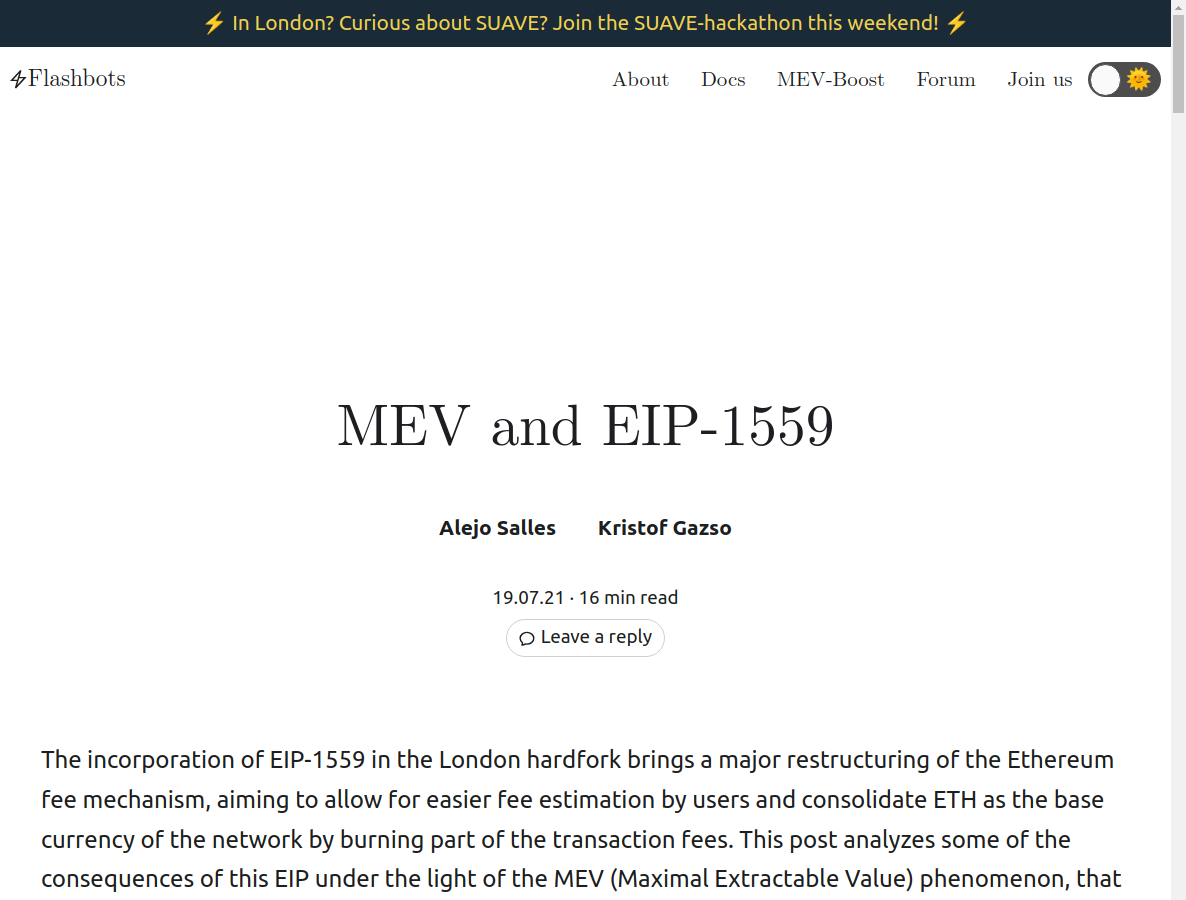 ⚡ In London? Curious about SUAVE? Join the SUAVE-hackathon this weekend! ⚡
Flashbots
About
Docs
MEV-Boost
Forum
Join us
MEV and EIP-1559
Alejo Salles
Kristof Gazso
19.07.21 · 16 min read
Leave a reply
The incorporation of EIP-1559 in the London hardfork brings a major restructuring of the Ethereum
fee mechanism, aiming to allow for easier fee estimation by users and consolidate ETH as the base
currency of the network by burning part of the transaction fees. This post analyzes some of the
consequences of this EIP under the light of the MEV (Maximal Extractable Value) phenomenon, that